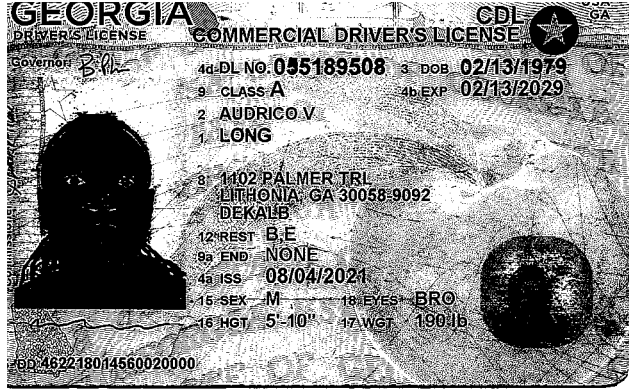 GEORGIA
USA
GA
CDL
DRIVER'S LICENSE
COMMERCIAL DRIVER'S LICENSE
Governor:
4d DL NO. 055189508 3 DOB 02/13/1979
9 CLASS A 4b EXP 02/13/2029
2 AUDRICO V
1 LONG
8 1102 PALMER TRL
LITHONIA, GA 30058-9092
DEKALB
12 REST B,E
9a END NONE
4a ISS 08/04/2021
15 SEX M 18 EYES BRO
16 HGT 5'-10" 17 WGT 190 lb
DD 462218014560020000